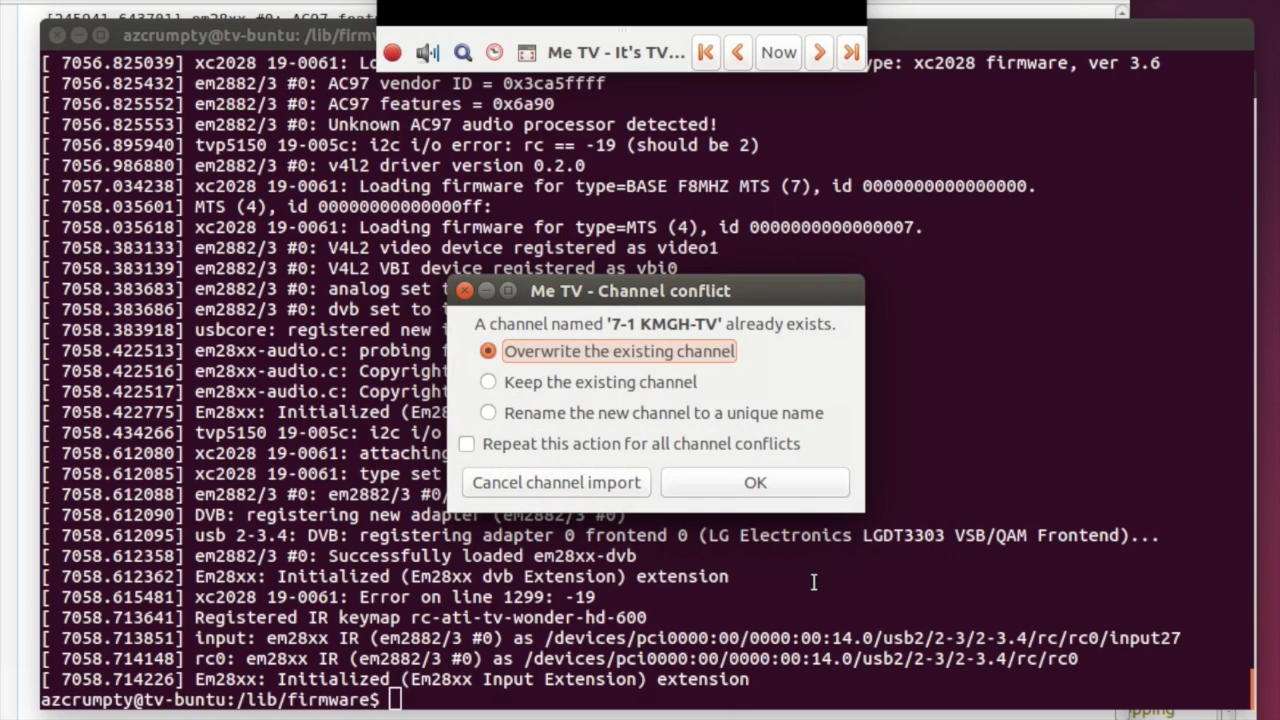 [245941.643701] em28xx #0: AC97 feat
azcrumpty@tv-buntu: /lib/firmw
Me TV - It's TV...
Now
[ 7056.825039] xc2028 19-0061: Lo
ype: xc2028 firmware, ver 3.6
[ 7056.825432] em2882/3 #0: AC97 vendor ID = 0x3ca5ffff
[ 7056.825552] em2882/3 #0: AC97 features = 0x6a90
[ 7056.825553] em2882/3 #0: Unknown AC97 audio processor detected!
[ 7056.895940] tvp5150 19-005c: i2c i/o error: rc == -19 (should be 2)
[ 7056.986880] em2882/3 #0: v4l2 driver version 0.2.0
[ 7057.034238] xc2028 19-0061: Loading firmware for type=BASE F8MHZ MTS (7), id 0000000000000000.
[ 7058.035601] MTS (4), id 00000000000000ff:
[ 7058.035618] xc2028 19-0061: Loading firmware for type=MTS (4), id 0000000000000007.
[ 7058.383133] em2882/3 #0: V4L2 video device registered as video1
[ 7058.383139] em2882/3 #0: V4L2 VBI device registered as vbi0
[ 7058.383683] em2882/3 #0: analog set t
[ 7058.383686] em2882/3 #0: dvb set to i
[ 7058.383918] usbcore: registered new i
[ 7058.422513] em28xx-audio.c: probing f
[ 7058.422516] em28xx-audio.c: Copyright
[ 7058.422517] em28xx-audio.c: Copyright
[ 7058.422775] Em28xx: Initialized (Em28
[ 7058.434266] tvp5150 19-005c: i2c i/o
[ 7058.612080] xc2028 19-0061: attaching
[ 7058.612085] xc2028 19-0061: type set
[ 7058.612088] em2882/3 #0: em2882/3 #0/
[ 7058.612090] DVB: registering new adapter (em2882/3 #0)
[ 7058.612095] usb 2-3.4: DVB: registering adapter 0 frontend 0 (LG Electronics LGDT3303 VSB/QAM Frontend)...
[ 7058.612358] em2882/3 #0: Successfully loaded em28xx-dvb
[ 7058.612362] Em28xx: Initialized (Em28xx dvb Extension) extension
[ 7058.615481] xc2028 19-0061: Error on line 1299: -19
[ 7058.713641] Registered IR keymap rc-ati-tv-wonder-hd-600
[ 7058.713851] input: em28xx IR (em2882/3 #0) as /devices/pci0000:00/0000:00:14.0/usb2/2-3/2-3.4/rc/rc0/input27
[ 7058.714148] rc0: em28xx IR (em2882/3 #0) as /devices/pci0000:00/0000:00:14.0/usb2/2-3/2-3.4/rc/rc0
[ 7058.714226] Em28xx: Initialized (Em28xx Input Extension) extension
azcrumpty@tv-buntu:/lib/firmware$
Me TV - Channel conflict
A channel named '7-1 KMGH-TV' already exists.
Overwrite the existing channel
Keep the existing channel
Rename the new channel to a unique name
Repeat this action for all channel conflicts
Cancel channel import
OK